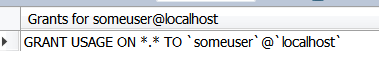 Grants for someuser@localhost
GRANT USAGE ON *.* TO `someuser`@`localhost`